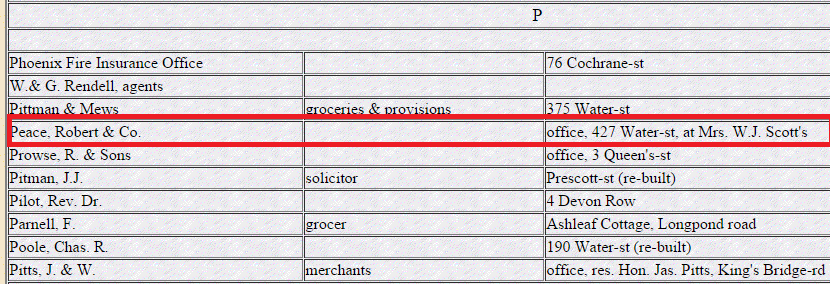 P
Phoenix Fire Insurance Office 76 Cochrane-st
W.& G. Rendell, agents
Pittman & Mews groceries & provisions 375 Water-st
Peace, Robert & Co. office, 427 Water-st, at Mrs. W.J. Scott's
Prowse, R. & Sons office, 3 Queen's-st
Pitman, J.J. solicitor Prescott-st (re-built)
Pilot, Rev. Dr. 4 Devon Row
Parnell, F. grocer Ashleaf Cottage, Longpond road
Poole, Chas. R. 190 Water-st (re-built)
Pitts, J. & W. merchants office, res. Hon. Jas. Pitts, King's Bridge-rd